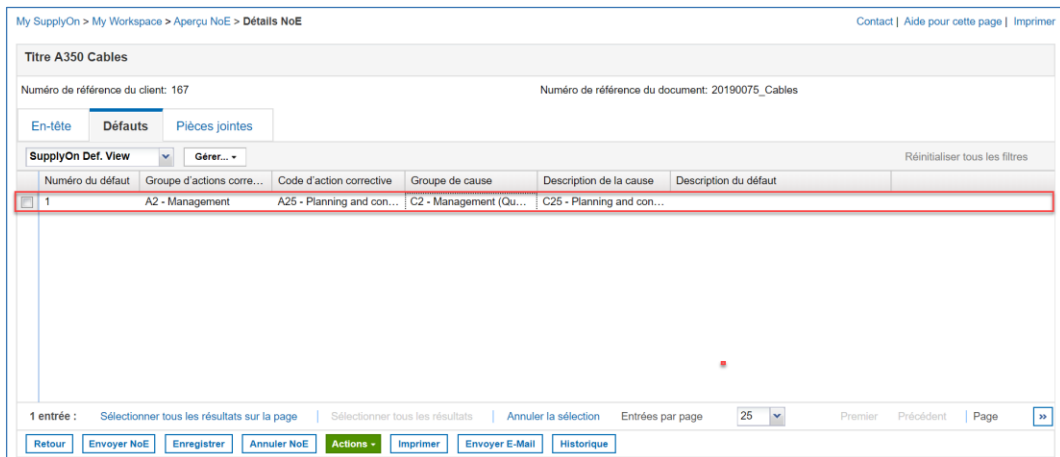 My SupplyOn > My Workspace > Aperçu NoE > Détails NoE Contact | Aide pour cette page | Imprimer
Titre A350 Cables
Numéro de référence du client: 167 Numéro de référence du document: 20190075_Cables
En-tête Défauts Pièces jointes
SupplyOn Def. View Gérer... Réinitialiser tous les filtres
Numéro du défaut Groupe d'actions corre... Code d'action corrective Groupe de cause Description de la cause Description du défaut
1 A2 - Management A25 - Planning and con... C2 - Management (Qu... C25 - Planning and con...
1 entrée : Sélectionner tous les résultats sur la page | Sélectionner tous les résultats | Annuler la sélection Entrées par page 25 Premier Précédent | Page »
Retour Envoyer NoE Enregistrer Annuler NoE Actions Imprimer Envoyer E-Mail Historique